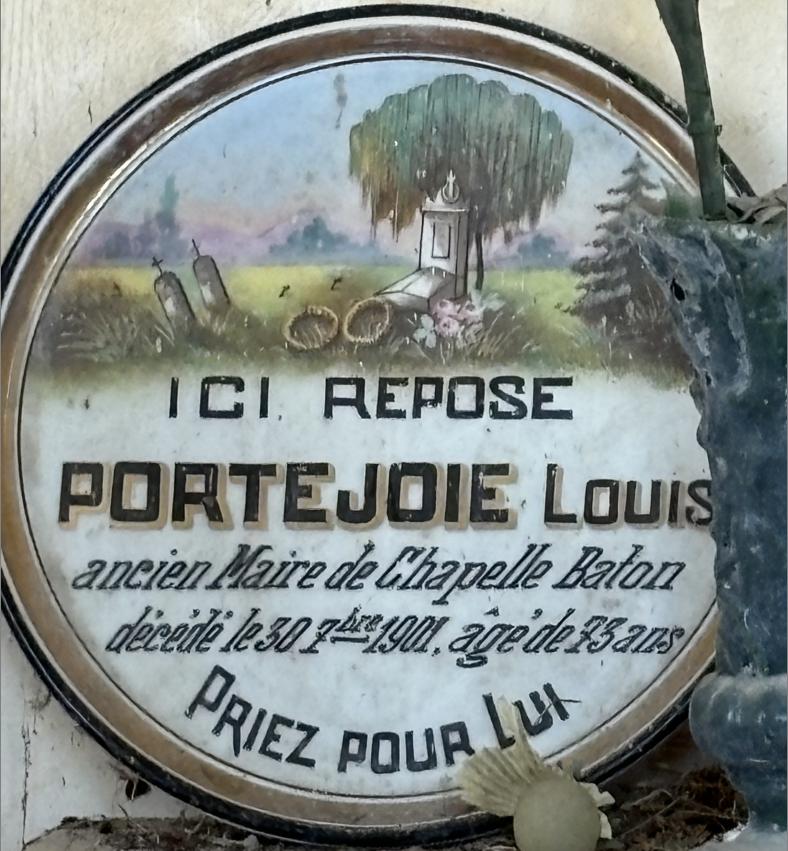 ICI REPOSE
PORTEJOIE Louis
ancien Maire de Chapelle Baton
décédé le 30 7bre 1901, âgé de 73 ans
PRIEZ POUR LUI